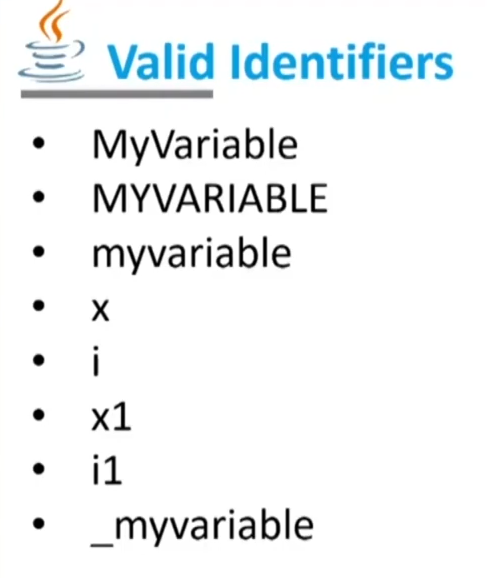 Valid Identifiers
• MyVariable
• MYVARIABLE
• myvariable
• x
• i
• x1
• i1
• _myvariable